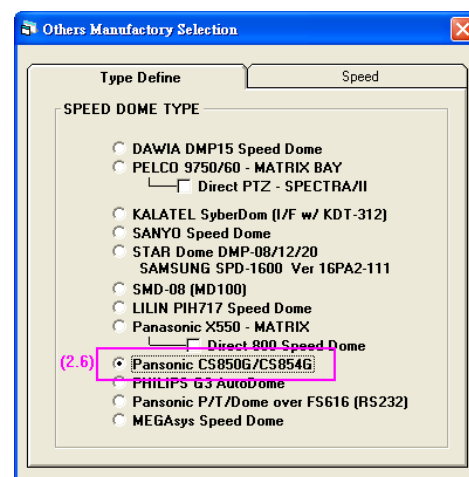 Others Manufactory Selection
Type Define
Speed
SPEED DOME TYPE
DAWIA DMP15 Speed Dome
PELCO 9750/60 - MATRIX BAY
Direct PTZ - SPECTRA/II
KALATEL SyberDom (I/F w/ KDT-312)
SANYO Speed Dome
STAR Dome DMP-08/12/20
SAMSUNG SPD-1600 Ver 16PA2-111
SMD-08 (MD100)
LILIN PIH717 Speed Dome
Panasonic X550 - MATRIX
Direct 800 Speed Dome
(2.6) Pansonic CS850G/CS854G
PHILIPS G3 AutoDome
Pansonic P/T/Dome over FS616 (RS232)
MEGAsys Speed Dome